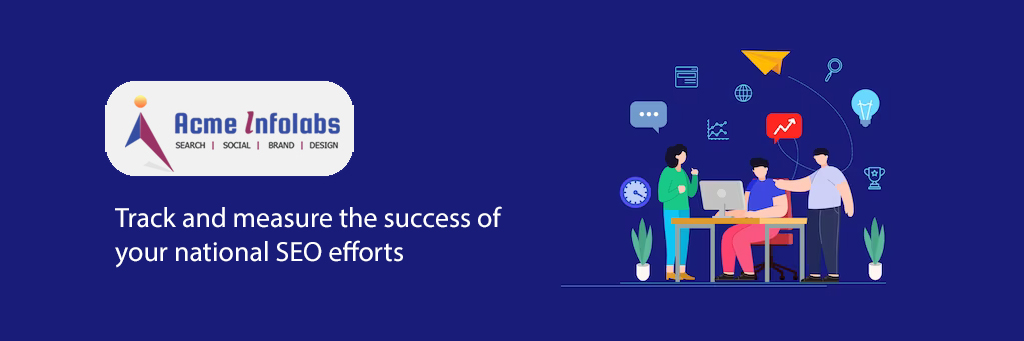 Acme Infolabs
SEARCH | SOCIAL | BRAND | DESIGN
Track and measure the success of
your national SEO efforts